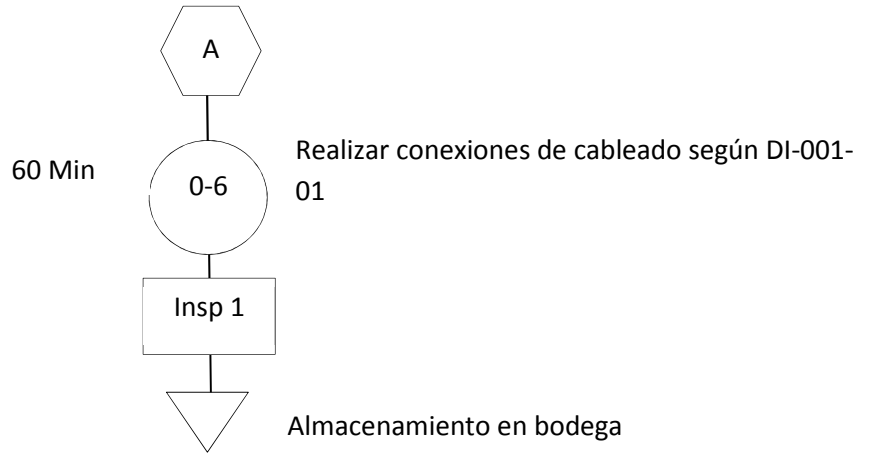 A
60 Min
0-6
Realizar conexiones de cableado según DI-001-
01
Insp 1
Almacenamiento en bodega